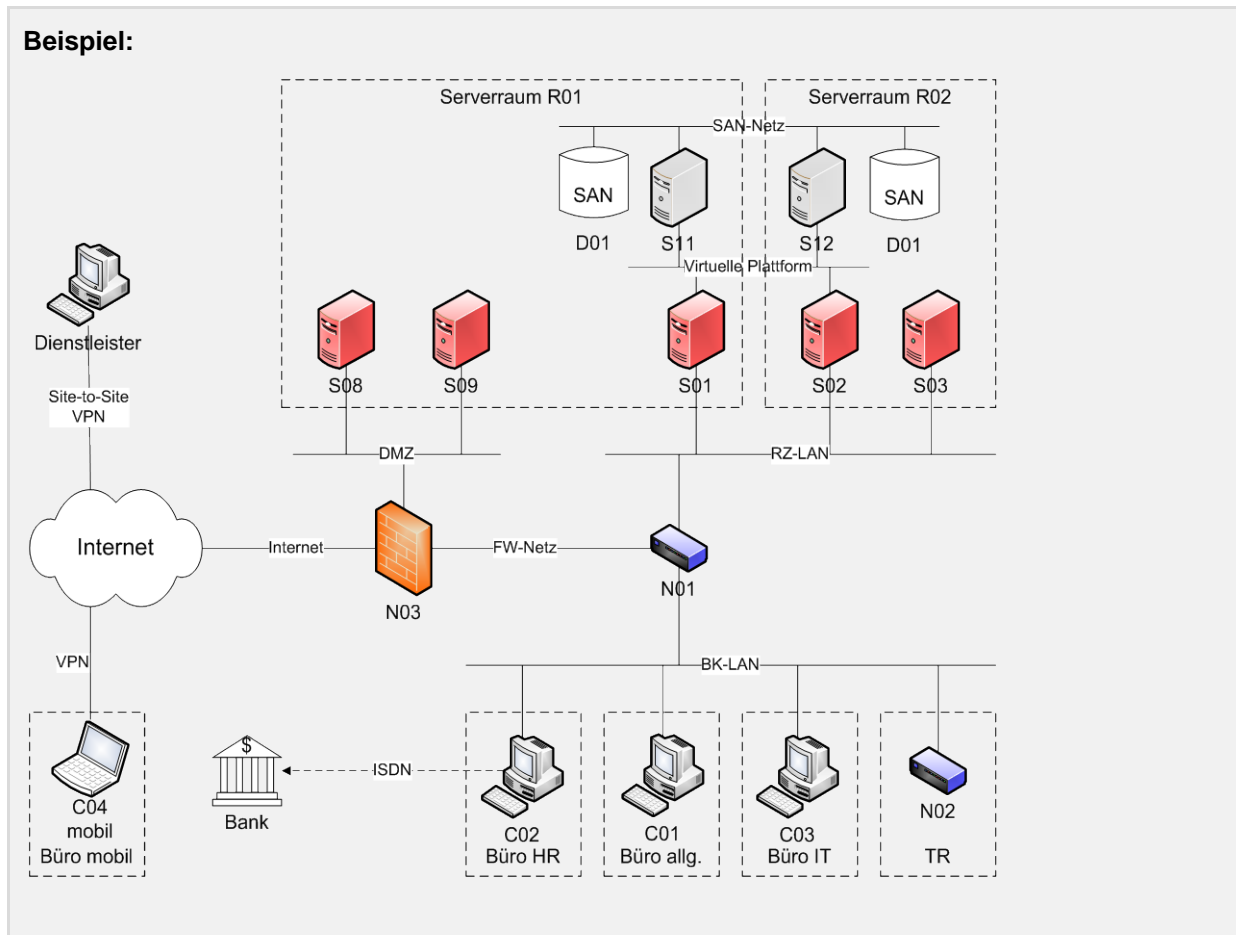 Beispiel:
Serverraum R01
Serverraum R02
SAN-Netz
SAN
SAN
D01
S11
S12
D01
Virtuelle Plattform
Dienstleister
S08
S09
S01
S02
S03
Site-to-Site
VPN
DMZ
RZ-LAN
Internet
Internet
FW-Netz
N03
N01
VPN
BK-LAN
$
ISDN
Bank
C04
mobil
Büro mobil
C02
Büro HR
C01
Büro allg.
C03
Büro IT
N02
TR